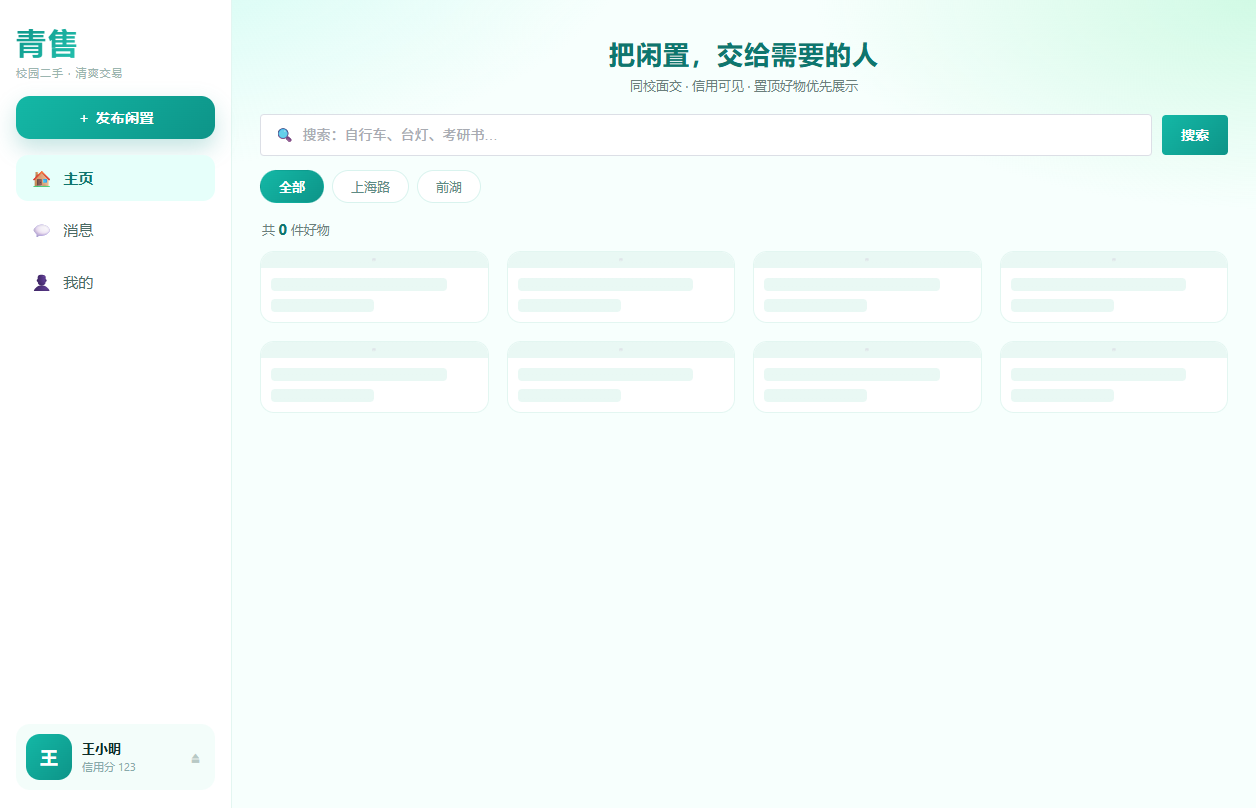 青售
校园二手 · 清爽交易
+ 发布闲置
主页
消息
我的
王
王小明
信用分 123
把闲置，交给需要的人
同校面交 · 信用可见 · 置顶好物优先展示
搜索：自行车、台灯、考研书...
搜索
全部
上海路
前湖
共 0 件好物